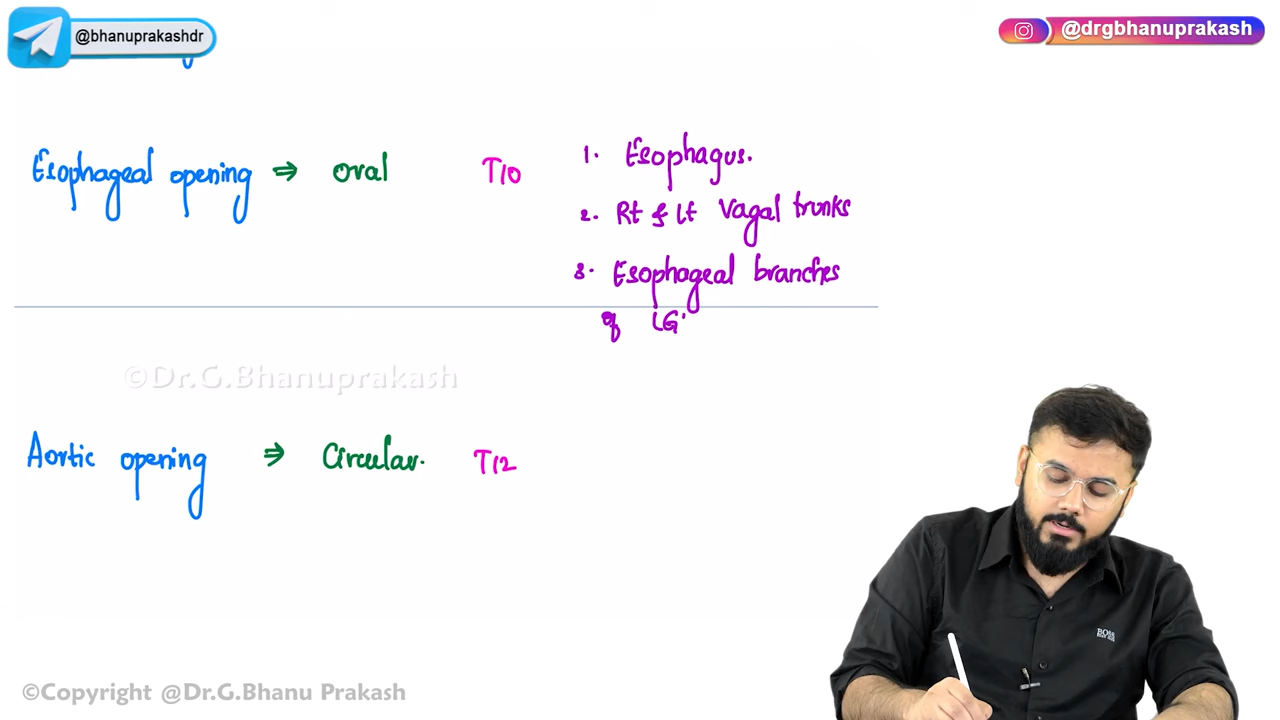 @bhanuprakashdr
@drgbhanuprakash
Esophageal opening ⇒ oval T10
1. Esophagus.
2. Rt & Lt Vagal trunks
3. Esophageal branches
of LG
©Dr.G.Bhanuprakash
Aortic opening ⇒ Circular. T12
BOSS
©Copyright @Dr.G.Bhanu Prakash